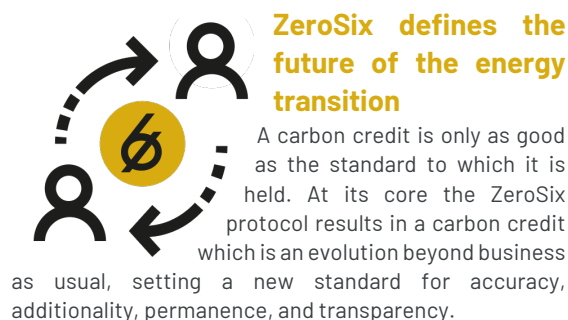 ZeroSix defines the
future of the energy
transition
A carbon credit is only as good
as the standard to which it is
held. At its core the ZeroSix
protocol results in a carbon credit
which is an evolution beyond business
as usual, setting a new standard for accuracy,
additionality, permanence, and transparency.